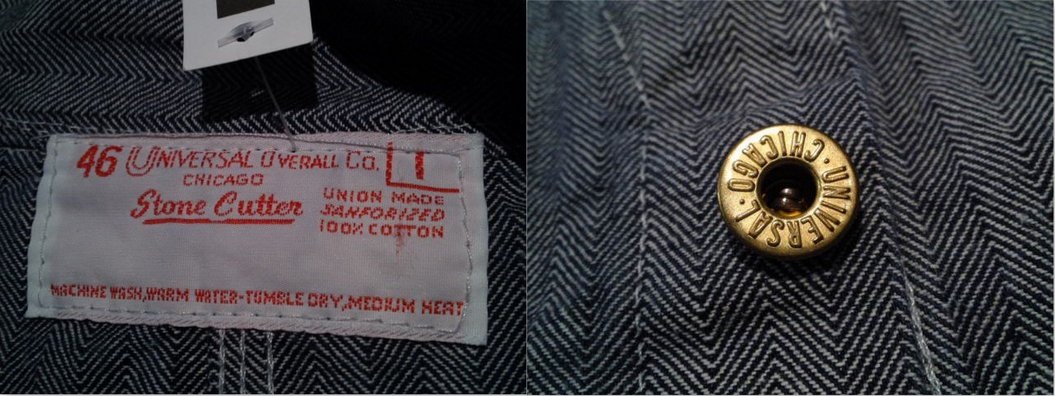 46 UNIVERSAL OVERALL CO.
CHICAGO
Stone Cutter
UNION MADE
SANFORIZED
100% COTTON
MACHINE WASH, WARM WATER-TUMBLE DRY, MEDIUM HEAT
UNIVERSAL · CHICAGO ·